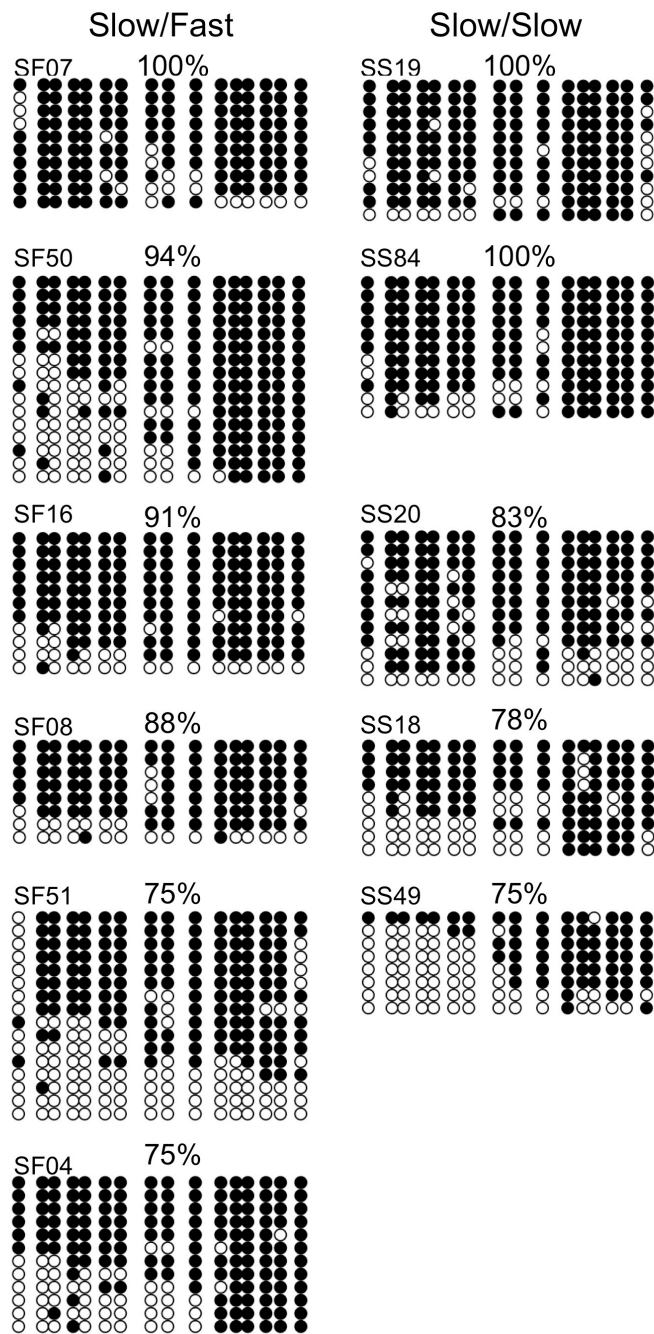 Slow/Fast Slow/Slow
SF07 100% SS19 100%
SF50 94% SS84 100%
SF16 91% SS20 83%
SF08 88% SS18 78%
SF51 75% SS49 75%
SF04 75%